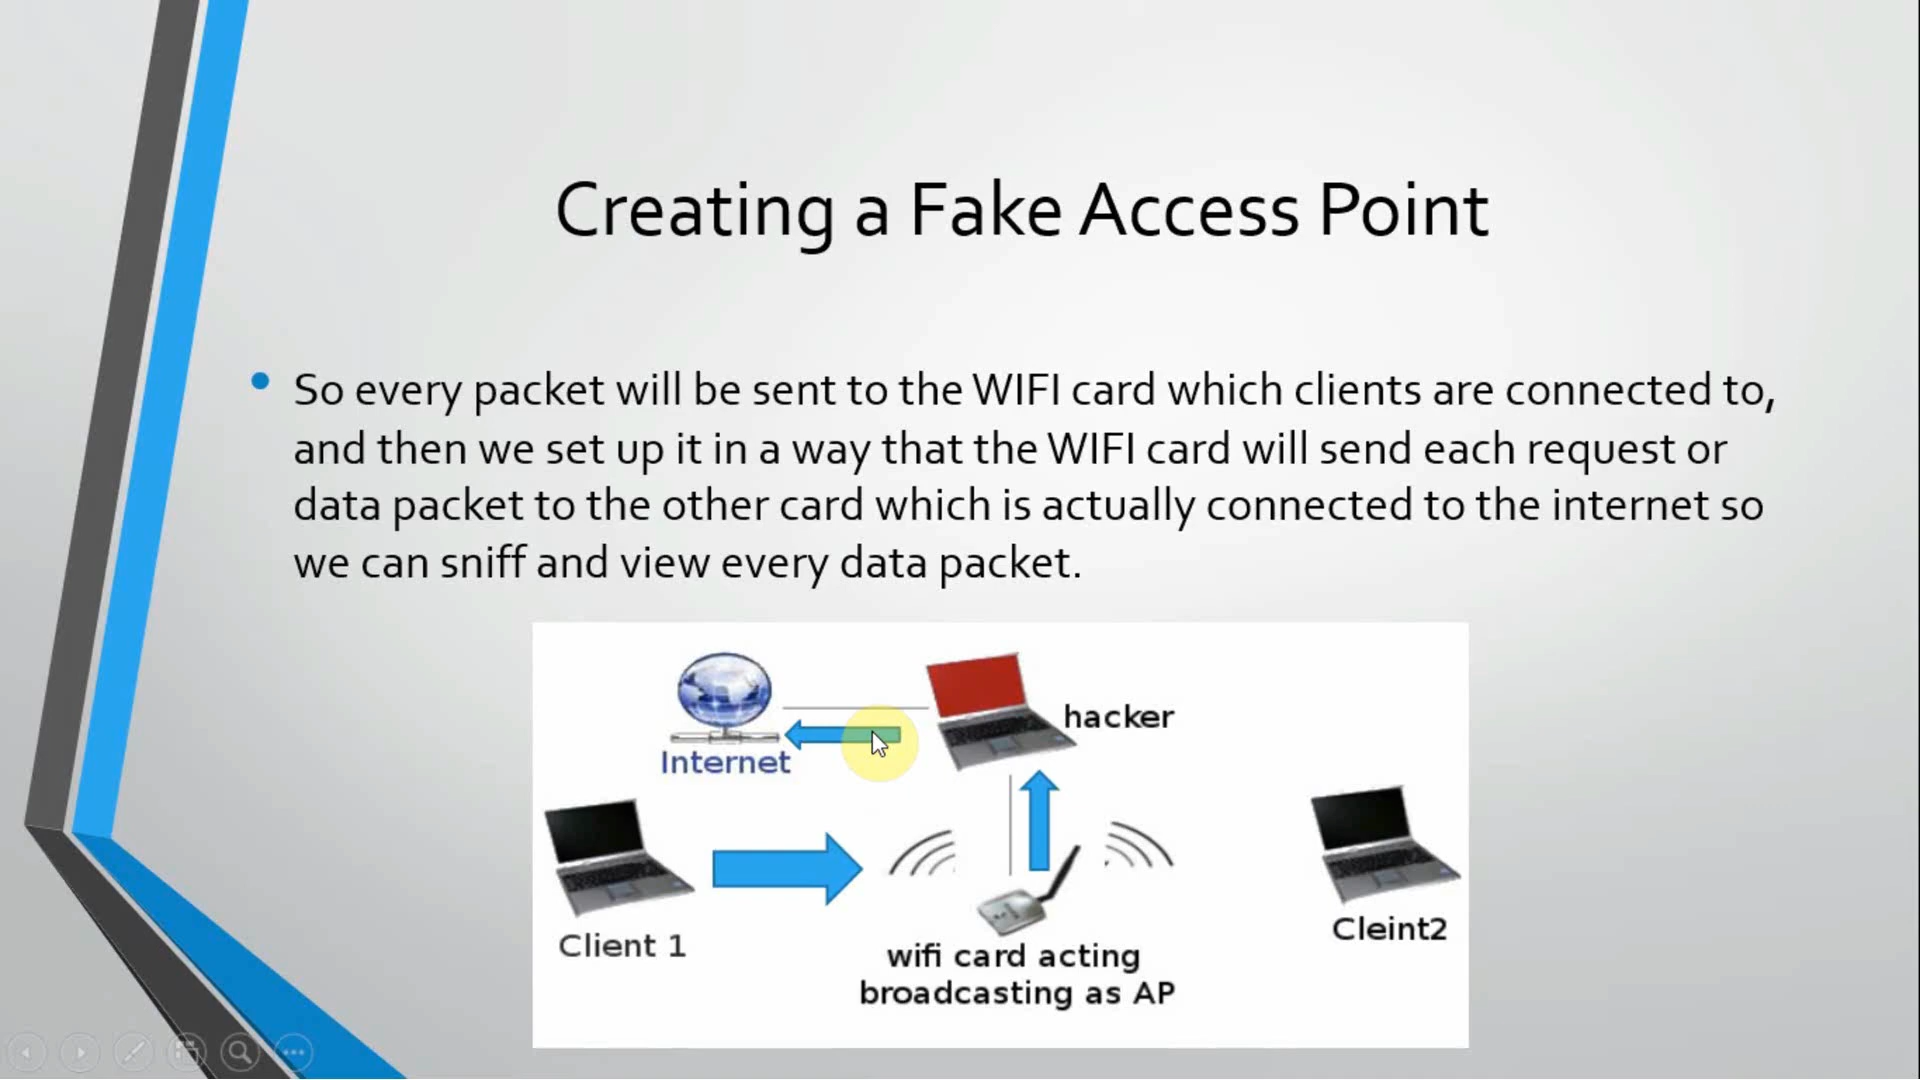 Creating a Fake Access Point
So every packet will be sent to the WIFI card which clients are connected to,
and then we set up it in a way that the WIFI card will send each request or
data packet to the other card which is actually connected to the internet so
we can sniff and view every data packet.
hacker
Internet
Client 1
Cleint2
wifi card acting
broadcasting as AP